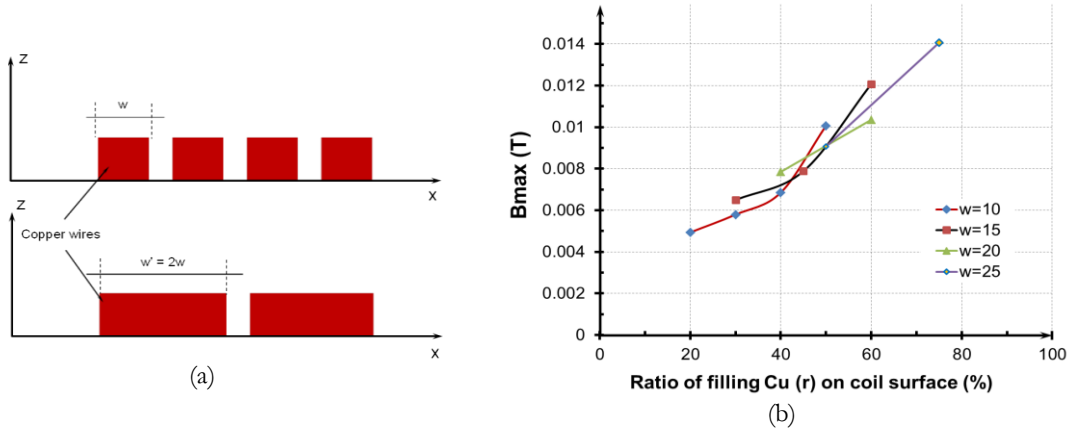 z
w
x
z
Copper wires
w' = 2w
x
(a)
Bmax (T)
0.014
0.012
0.01
0.008
0.006
0.004
0.002
0
0 20 40 60 80 100
w=10
w=15
w=20
w=25
Ratio of filling Cu (r) on coil surface (%)
(b)